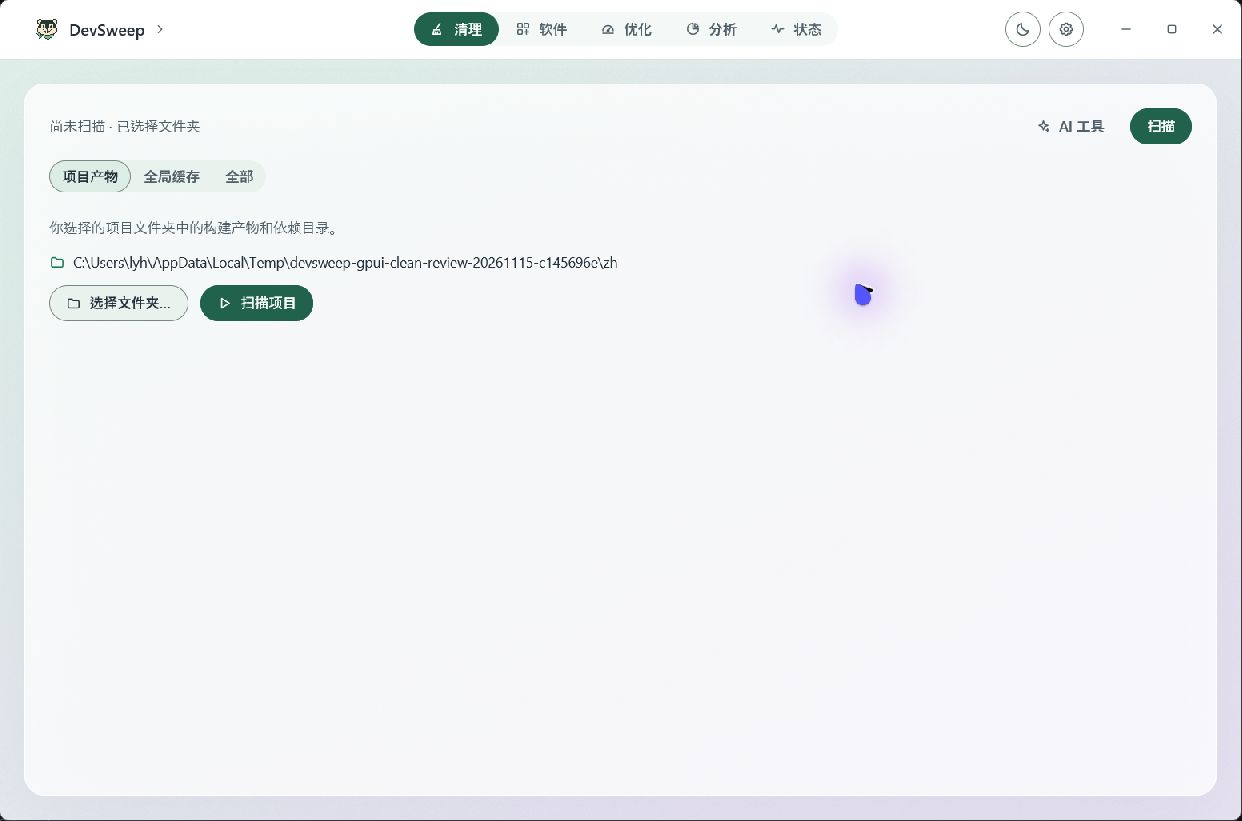 DevSweep
清理 软件 优化 分析 状态
尚未扫描 · 已选择文件夹
AI 工具 扫描
项目产物 全局缓存 全部
你选择的项目文件夹中的构建产物和依赖目录。
C:\Users\lyh\AppData\Local\Temp\devsweep-gpui-clean-review-20261115-c145696e\zh
选择文件夹... 扫描项目